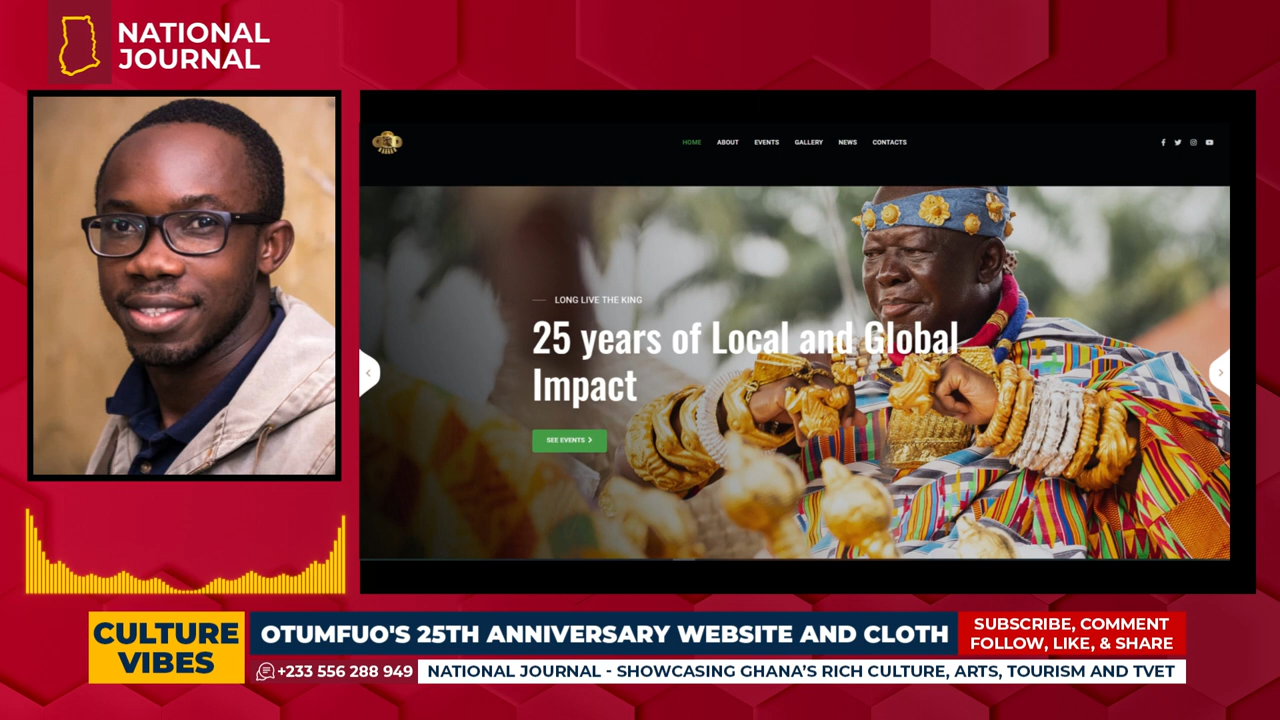 NATIONAL
JOURNAL
HOME ABOUT EVENTS GALLERY NEWS CONTACTS
LONG LIVE THE KING
25 years of Local and Global
Impact
SEE EVENTS
CULTURE
VIBES
OTUMFUO'S 25TH ANNIVERSARY WEBSITE AND CLOTH
SUBSCRIBE, COMMENT
FOLLOW, LIKE, & SHARE
+233 556 288 949
NATIONAL JOURNAL - SHOWCASING GHANA’S RICH CULTURE, ARTS, TOURISM AND TVET